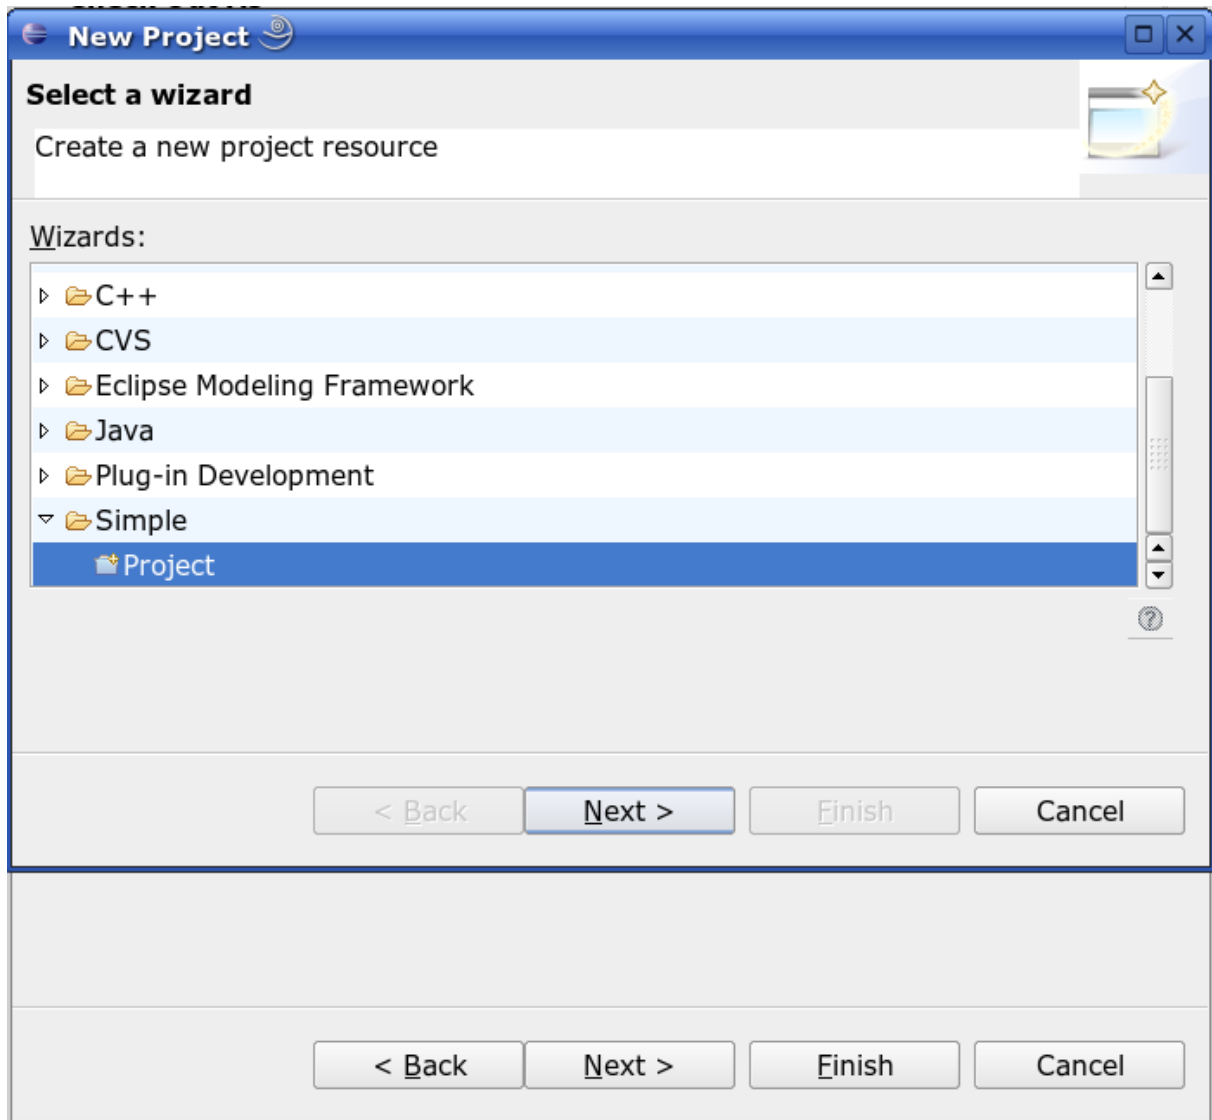 New Project
Select a wizard
Create a new project resource
Wizards:
C++
CVS
Eclipse Modeling Framework
Java
Plug-in Development
Simple
Project
< Back Next > Finish Cancel
< Back Next > Finish Cancel